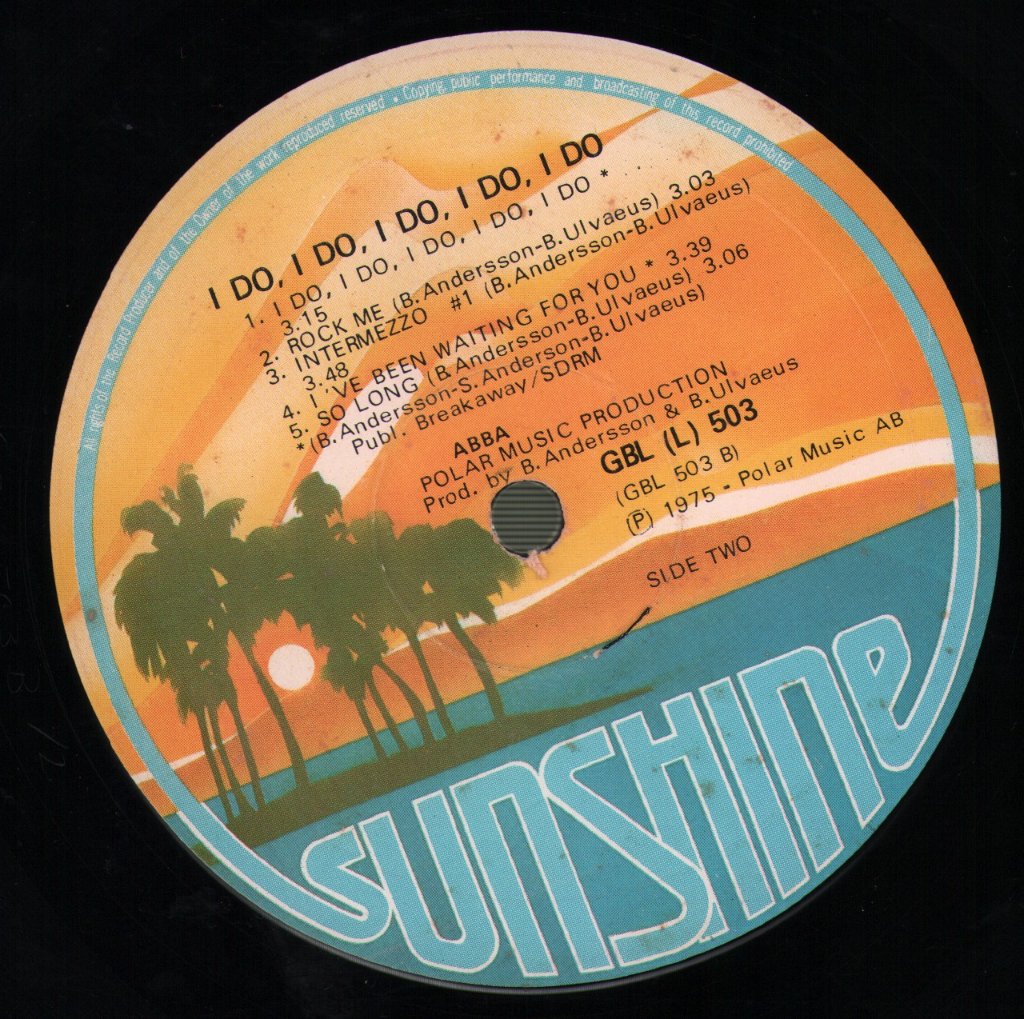 All rights of the Record Producer and of the Owner of the work reproduced reserved • Copying, public performance and broadcasting of this record prohibited
I DO, I DO, I DO, I DO, I DO
1. I DO, I DO, I DO, I DO, I DO *
3.15
2. ROCK ME (B. Andersson-B. Ulvaeus) 3.03
3. INTERMEZZO #1 (B. Andersson-B. Ulvaeus)
3.48
4. I 'VE BEEN WAITING FOR YOU * 3.39
5. SO LONG (B. Andersson-B. Ulvaeus) 3.06
*(B. Andersson-S. Anderson-B. Ulvaeus)
Publ. Breakaway/SDRM
ABBA
POLAR MUSIC PRODUCTION
Prod. by B. Andersson & B. Ulvaeus
GBL (L) 503
(GBL 503 B)
Ⓟ 1975 - Polar Music AB
SIDE TWO
SUNSHINE